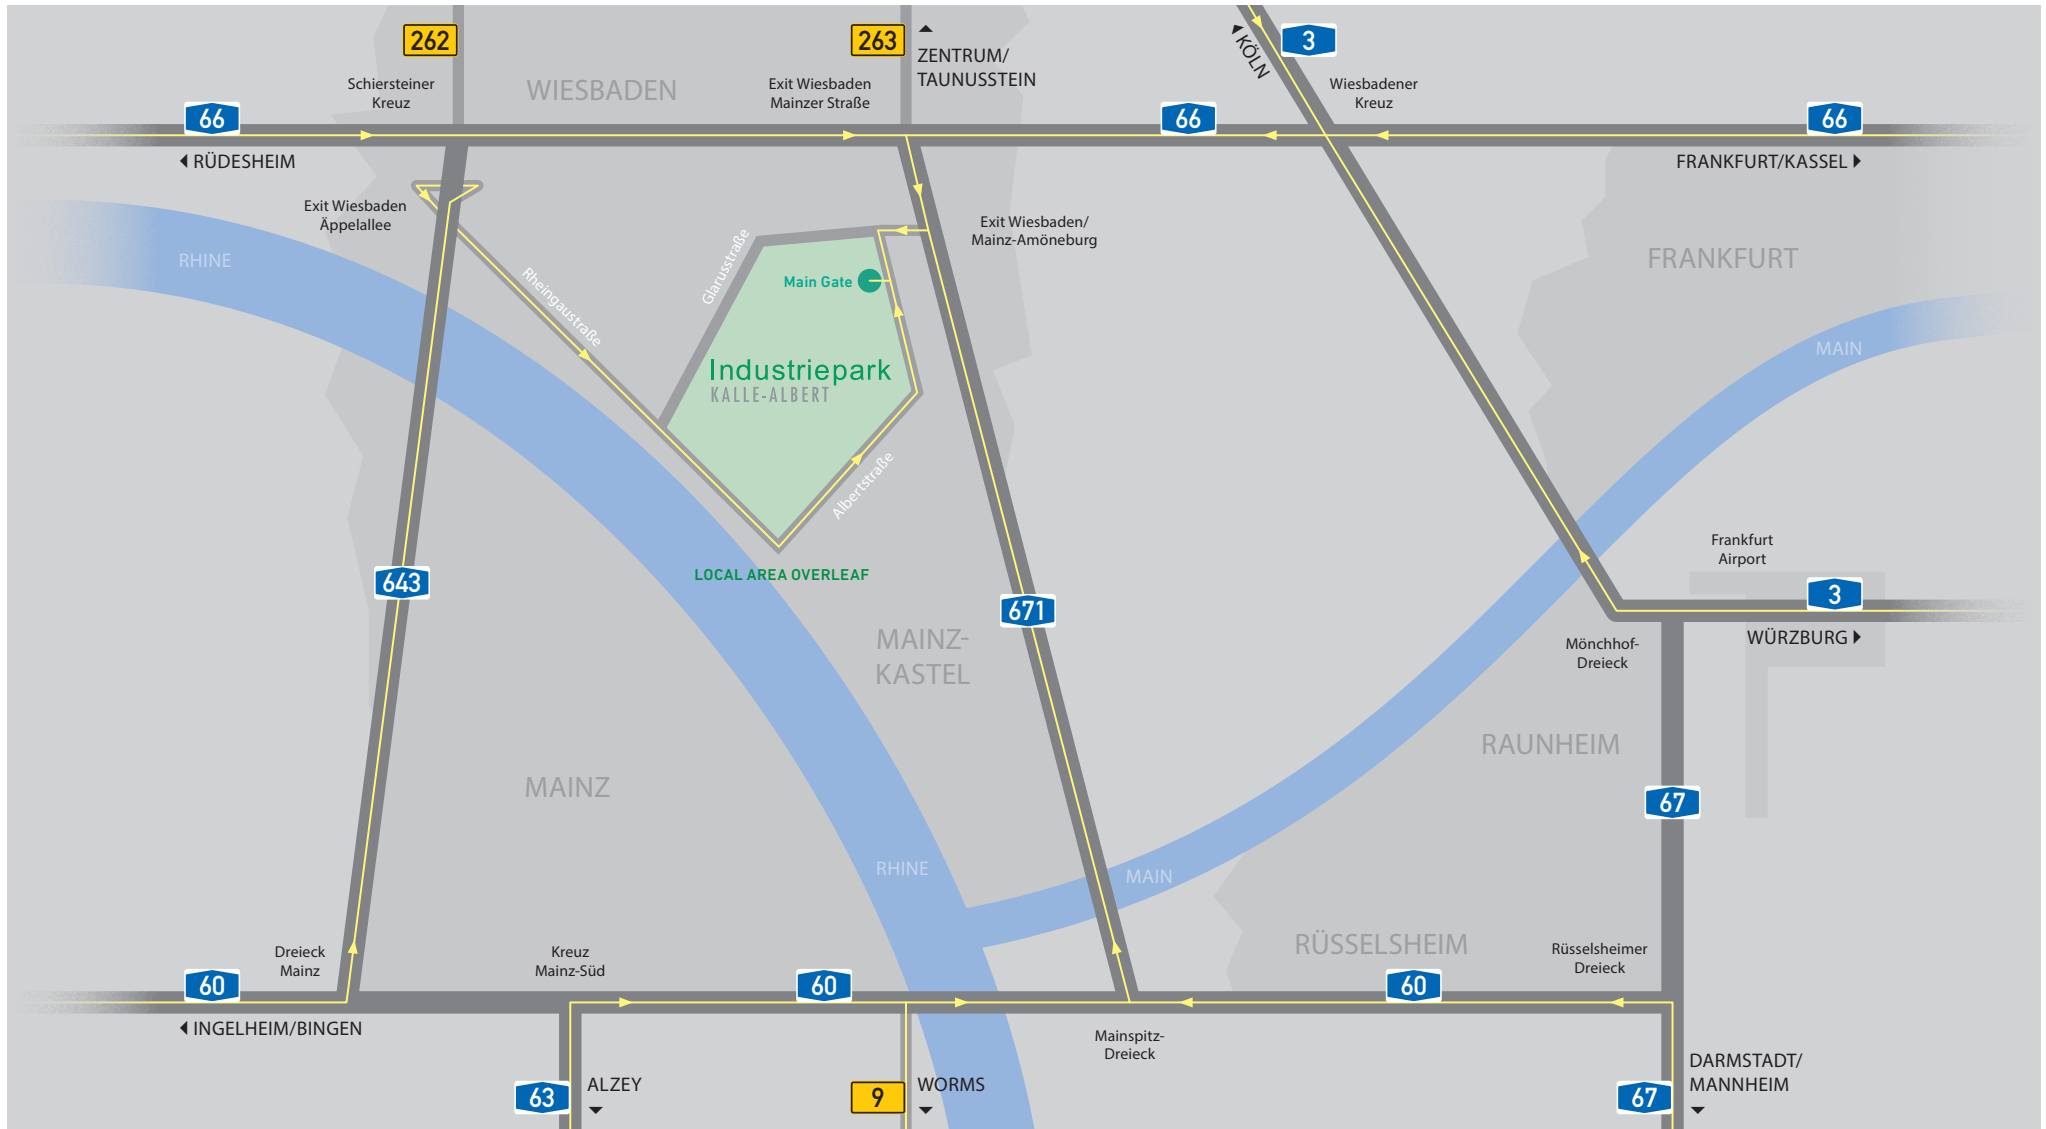 262
263
ZENTRUM/
TAUNUSSTEIN
KÖLN
3
Schiersteiner
Kreuz
WIESBADEN
Exit Wiesbaden
Mainzer Straße
Wiesbadener
Kreuz
66
66
66
RÜDESHEIM
FRANKFURT/KASSEL
Exit Wiesbaden
Äppelallee
Exit Wiesbaden/
Mainz-Amöneburg
RHINE
Rheingaustraße
Glarusstraße
Main Gate
FRANKFURT
MAIN
Industriepark
KALLE-ALBERT
Albertstraße
LOCAL AREA OVERLEAF
643
671
Frankfurt
Airport
3
WÜRZBURG
Mönchhof-
Dreieck
MAINZ-
KASTEL
RAUNHEIM
MAINZ
67
RHINE
MAIN
RÜSSELSHEIM
Dreieck
Mainz
Kreuz
Mainz-Süd
Rüsselsheimer
Dreieck
60
60
60
INGELHEIM/BINGEN
Mainspitz-
Dreieck
63
ALZEY
9
WORMS
67
DARMSTADT/
MANNHEIM